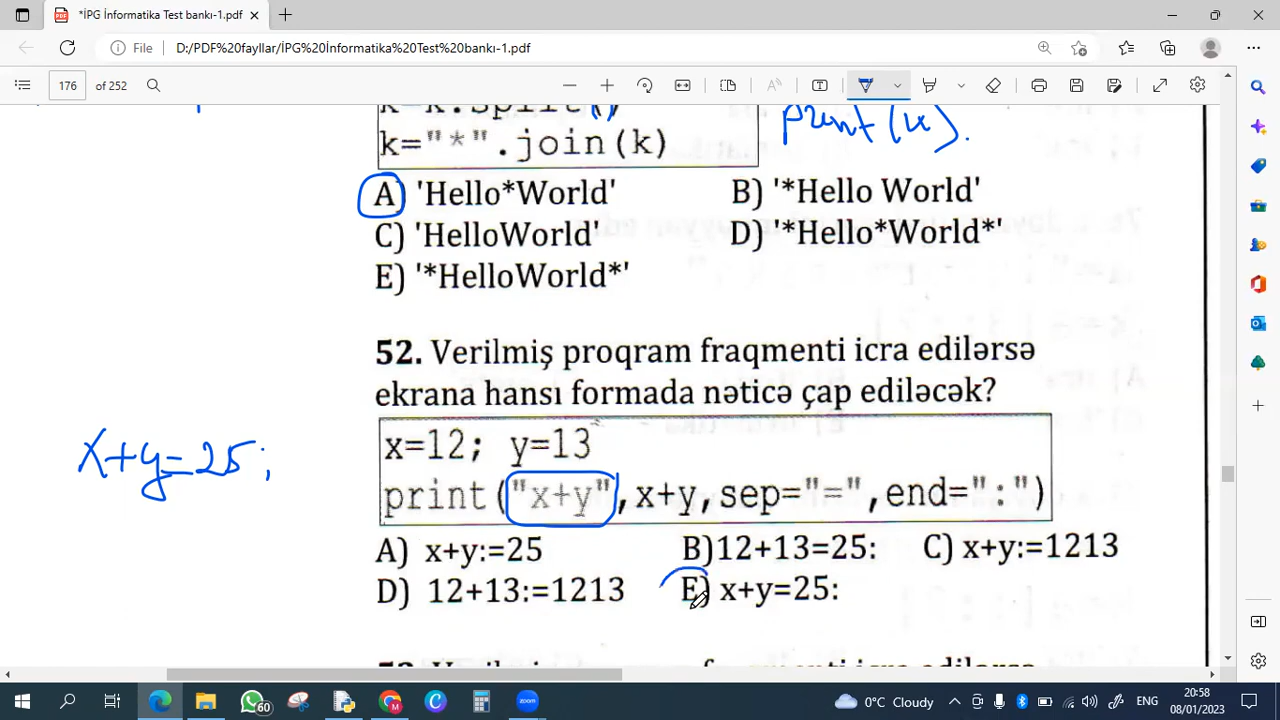 *İPG İnformatika Test bankı-1.pdf
File D:/PDF%20fayllar/İPG%20İnformatika%20Test%20bankı-1.pdf
176 of 252
k=k.split()
print(k).
k="*".join(k)
A) 'Hello*World' B) '*Hello World'
C) 'HelloWorld' D) '*Hello*World*'
E) '*HelloWorld*'
52. Verilmiş proqram fraqmenti icra edilərsə
ekrana hansı formada nəticə çap ediləcək?
x=12; y=13
x+y=25;
print("x+y",x+y,sep="=",end=":")
A) x+y:=25 B)12+13=25: C) x+y:=1213
D) 12+13:=1213 E) x+y=25:
60
zoom
0°C Cloudy
ENG
20:58
08/01/2023